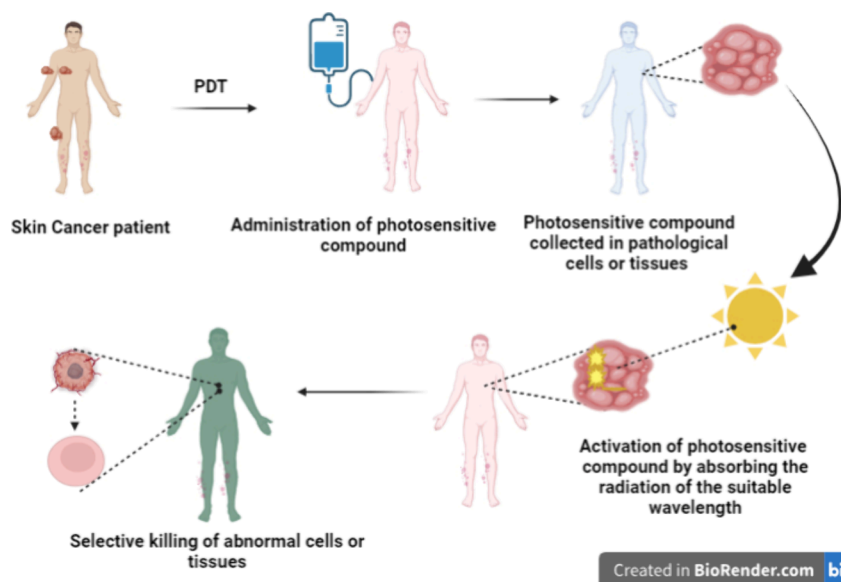 PDT
Skin Cancer patient
Administration of photosensitive
compound
Photosensitive compound
collected in pathological
cells or tissues
Activation of photosensitive
compound by absorbing the
radiation of the suitable
wavelength
Selective killing of abnormal cells or
tissues
Created in BioRender.com bi